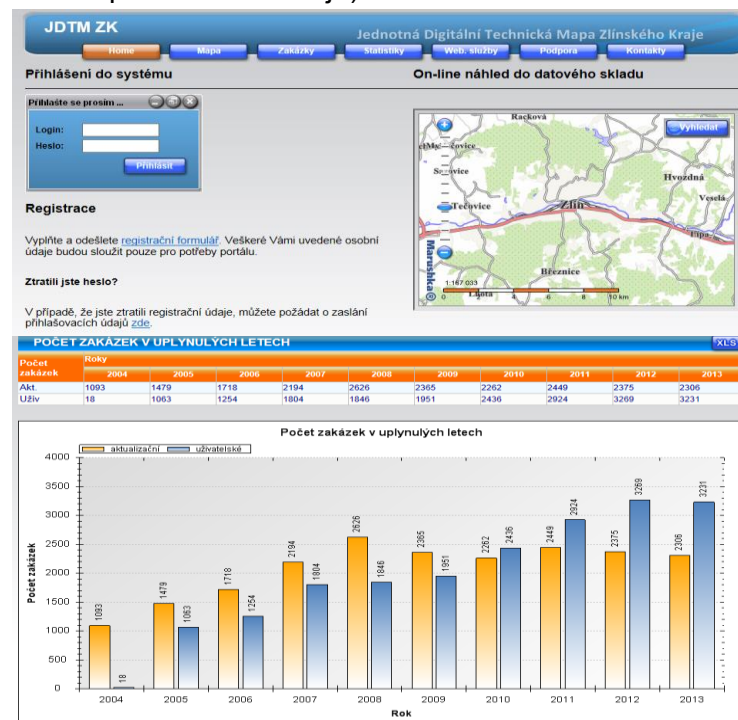 JDTM ZK
Jednotná Digitální Technická Mapa Zlínského Kraje
Home Mapa Zakázky Statistiky Web. služby Podpora Kontakty
Přihlášení do systému
On-line náhled do datového skladu
Přihlašte se prosím ...
Login:
Heslo:
Přihlásit
Vyhledat
Racková
Hvozdná
Veselá
Tečovice
Zlín
Lípa
Březnice
Lhota
Marushka®
1:167 033
4 6 8 10 km
Registrace
Vyplňte a odešlete registrační formulář. Veškeré Vámi uvedené osobní
údaje budou sloužit pouze pro potřeby portálu.
Ztratili jste heslo?
V případě, že jste ztratili registrační údaje, můžete požádat o zaslání
přihlašovacích údajů zde.
POČET ZAKÁZEK V UPLYNULÝCH LETECH
XLS
Počet zakázek Roky
2004 2005 2006 2007 2008 2009 2010 2011 2012 2013
Akt. 1093 1479 1718 2194 2626 2365 2262 2449 2375 2306
Uživ 18 1063 1254 1804 1846 1951 2436 2924 3269 3231
Počet zakázek v uplynulých letech
aktualizační uživatelské
Počet zakázek
4000
3500
3000
2500
2000
1500
1000
500
0
1093 18 1479 1063 1718 1254 2194 1804 2626 1846 2365 1951 2262 2436 2449 2924 2375 3269 2306 3231
2004 2005 2006 2007 2008 2009 2010 2011 2012 2013
Rok